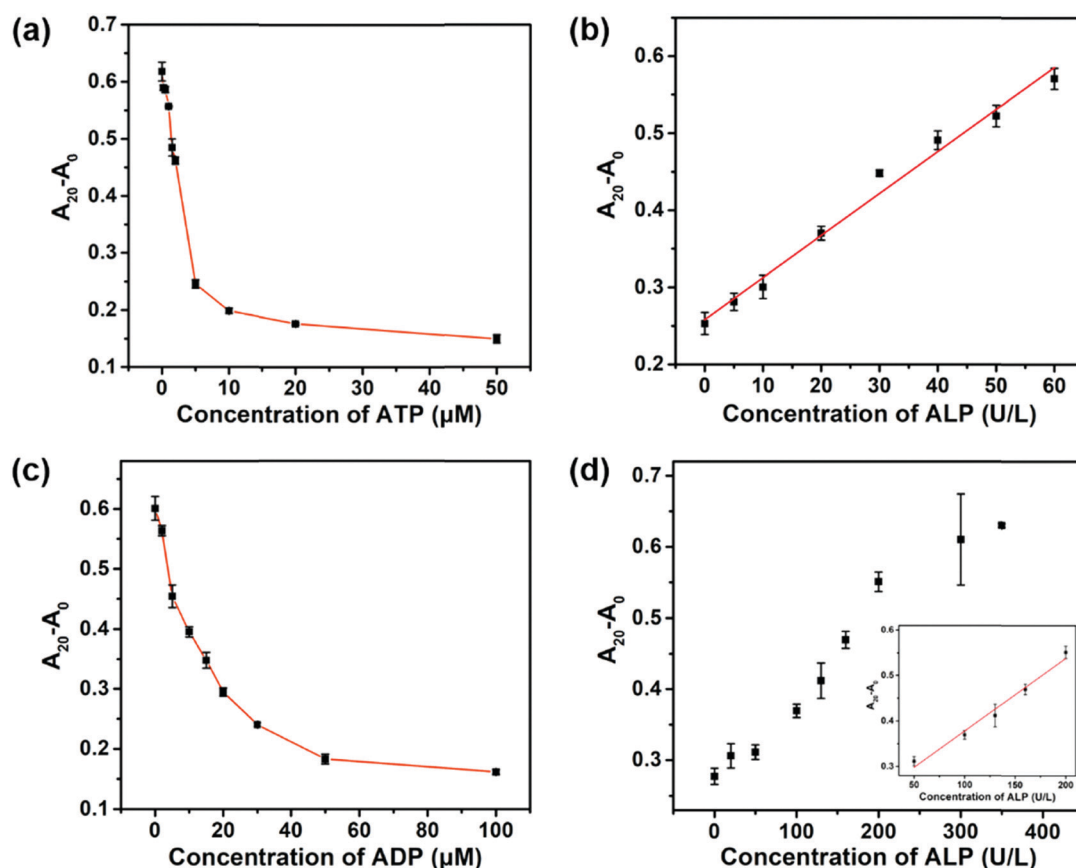 (a)
A₂₀-A₀
0.6
0.5
0.4
0.3
0.2
0.1
0 10 20 30 40 50
Concentration of ATP (μM)
(b)
A₂₀-A₀
0.6
0.5
0.4
0.3
0.2
0 10 20 30 40 50 60
Concentration of ALP (U/L)
(c)
A₂₀-A₀
0.6
0.5
0.4
0.3
0.2
0.1
0 20 40 60 80 100
Concentration of ADP (μM)
(d)
A₂₀-A₀
0.7
0.6
0.5
0.4
0.3
0 100 200 300 400
Concentration of ALP (U/L)
A₂₀-A₀
0.6
0.5
0.4
0.3
50 100 150 200
Concentration of ALP (U/L)